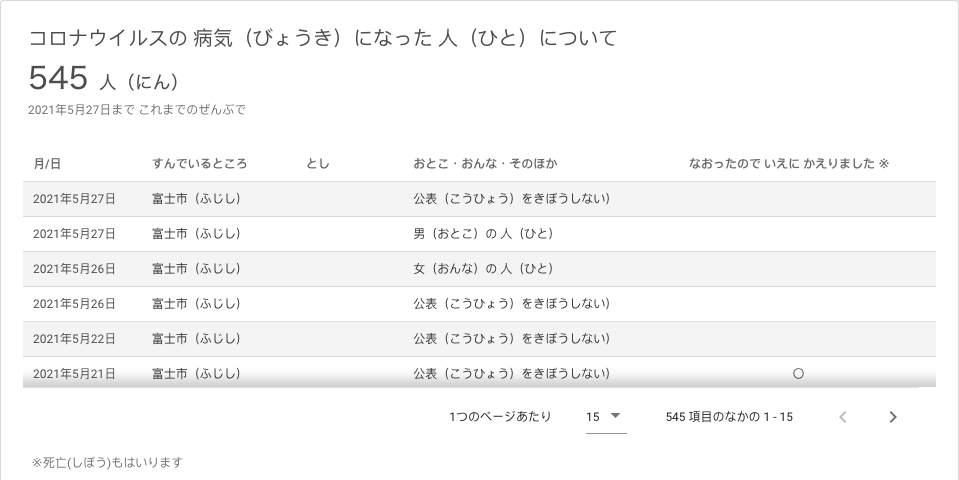 コロナウイルスの 病気（びょうき）になった 人（ひと）について
545 人（にん）
2021年5月27日まで これまでのぜんぶで
月/日 すんでいるところ とし おとこ・おんな・そのほか なおったので いえに かえりました ※
2021年5月27日 富士市（ふじし） 公表（こうひょう）をきぼうしない）
2021年5月27日 富士市（ふじし） 男（おとこ）の 人（ひと）
2021年5月26日 富士市（ふじし） 女（おんな）の 人（ひと）
2021年5月26日 富士市（ふじし） 公表（こうひょう）をきぼうしない）
2021年5月22日 富士市（ふじし） 公表（こうひょう）をきぼうしない）
2021年5月21日 富士市（ふじし） 公表（こうひょう）をきぼうしない） ○
1つのページあたり 15 545 項目のなかの 1 - 15
※死亡(しぼう)もはいります